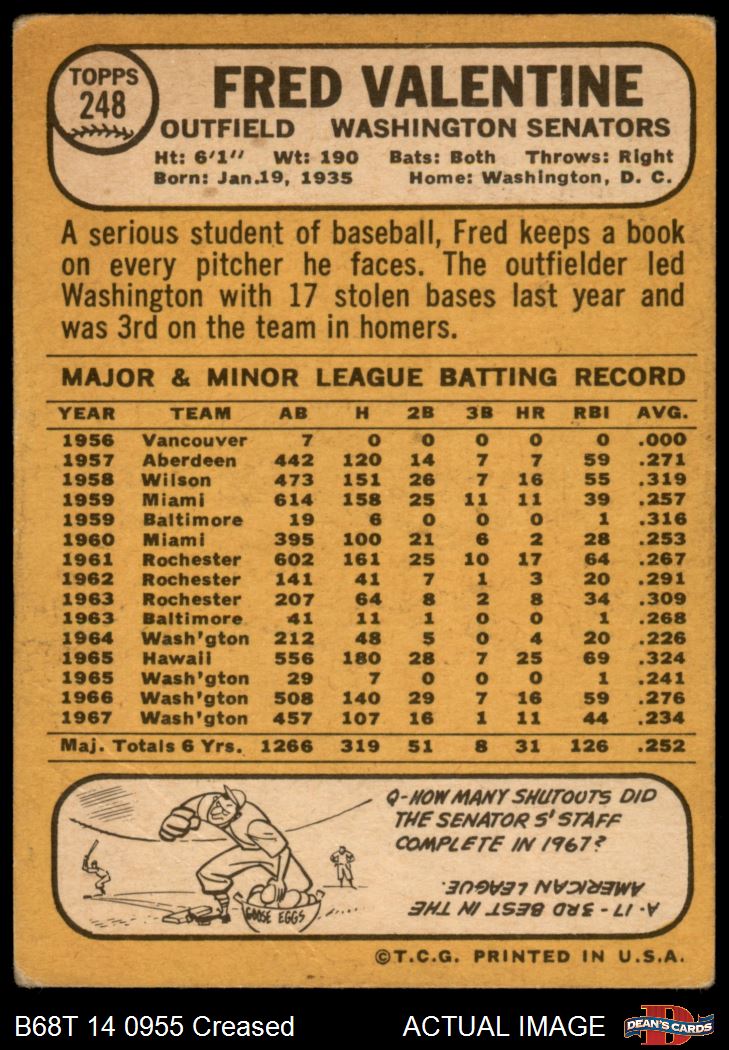 TOPPS
248
FRED VALENTINE
OUTFIELD WASHINGTON SENATORS
Ht: 6'1" Wt: 190 Bats: Both Throws: Right
Born: Jan.19, 1935 Home: Washington, D. C.
A serious student of baseball, Fred keeps a book
on every pitcher he faces. The outfielder led
Washington with 17 stolen bases last year and
was 3rd on the team in homers.
MAJOR & MINOR LEAGUE BATTING RECORD
YEAR TEAM AB H 2B 3B HR RBI AVG.
1956 Vancouver 7 0 0 0 0 0 .000
1957 Aberdeen 442 120 14 7 7 59 .271
1958 Wilson 473 151 26 7 16 55 .319
1959 Miami 614 158 25 11 11 39 .257
1959 Baltimore 19 6 0 0 0 1 .316
1960 Miami 395 100 21 6 2 28 .253
1961 Rochester 602 161 25 10 17 64 .267
1962 Rochester 141 41 7 1 3 20 .291
1963 Rochester 207 64 8 2 8 34 .309
1963 Baltimore 41 11 1 0 0 1 .268
1964 Wash'gton 212 48 5 0 4 20 .226
1965 Hawaii 556 180 28 7 25 69 .324
1965 Wash'gton 29 7 0 0 0 1 .241
1966 Wash'gton 508 140 29 7 16 59 .276
1967 Wash'gton 457 107 16 1 11 44 .234
Maj. Totals 6 Yrs. 1266 319 51 8 31 126 .252
Q-HOW MANY SHUTOUTS DID
THE SENATOR S' STAFF
COMPLETE IN 1967?
A-17 - 3RD BEST IN THE
AMERICAN LEAGUE.
GOOSE EGGS
©T.C.G. PRINTED IN U.S.A.
B68T 14 0955 Creased ACTUAL IMAGE
DEAN'S CARDS